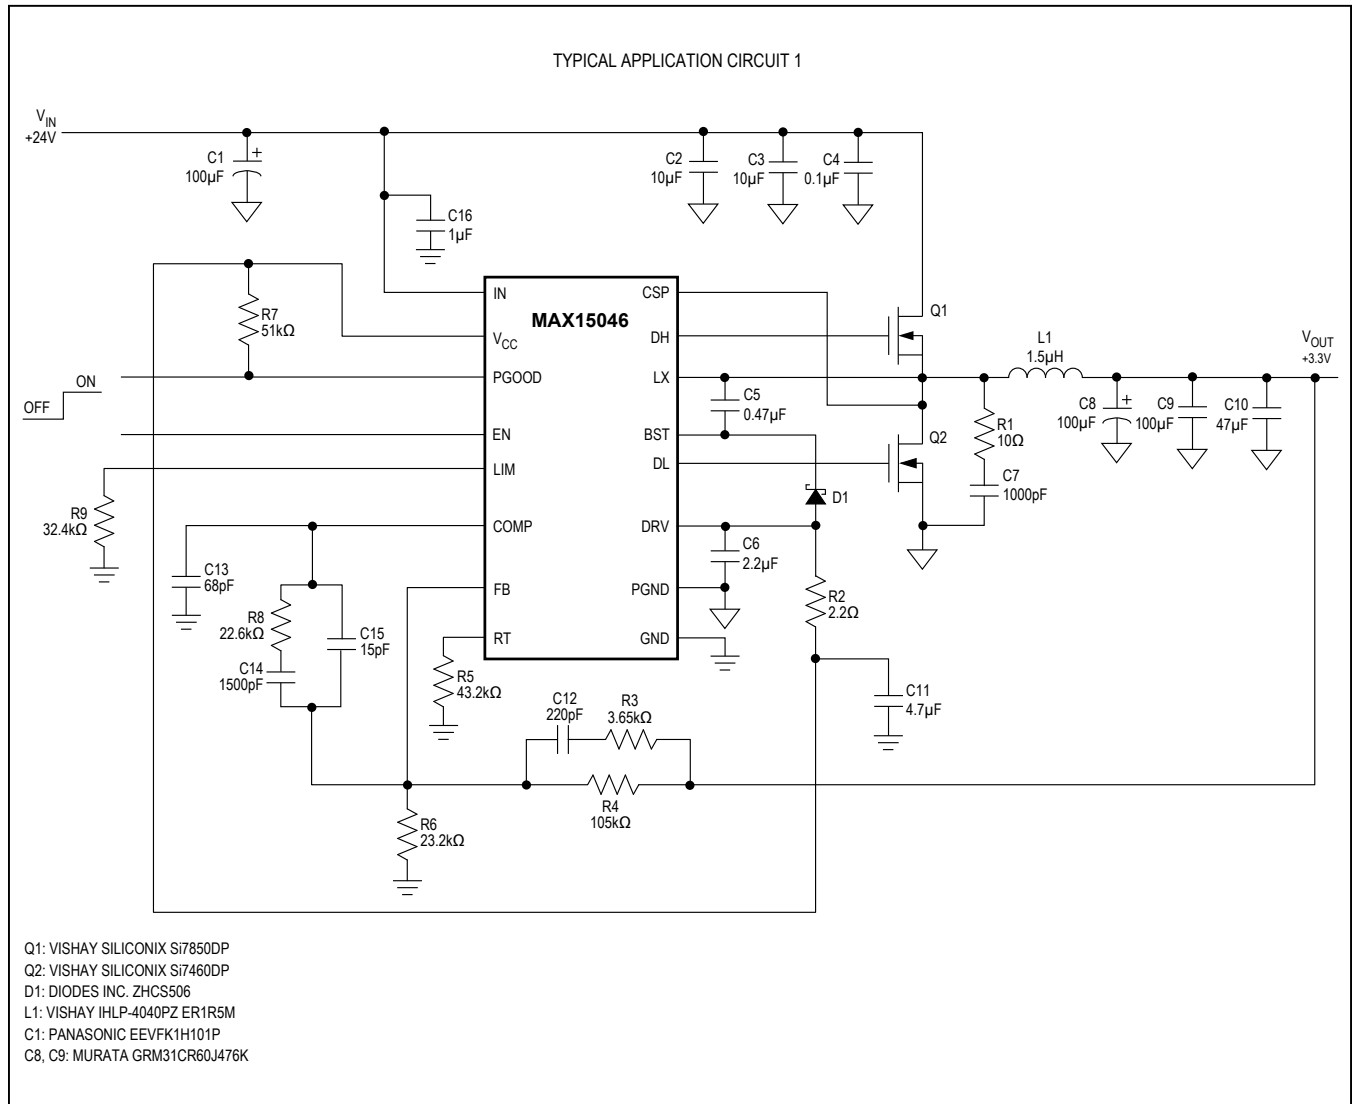 TYPICAL APPLICATION CIRCUIT 1
VIN
+24V
C1
100µF
+
C2
10µF
C3
10µF
C4
0.1µF
C16
1µF
R7
51kΩ
IN
VCC
PGOOD
EN
LIM
COMP
FB
RT
MAX15046
CSP
DH
LX
BST
DL
DRV
PGND
GND
Q1
Q2
L1
1.5µH
VOUT
+3.3V
ON
OFF
C5
0.47µF
R1
10Ω
C7
1000pF
C8
100µF
+
C9
100µF
C10
47µF
D1
R9
32.4kΩ
C13
68pF
R8
22.6kΩ
C14
1500pF
C15
15pF
C6
2.2µF
R2
2.2Ω
R5
43.2kΩ
C11
4.7µF
C12
220pF
R3
3.65kΩ
R4
105kΩ
R6
23.2kΩ
Q1: VISHAY SILICONIX Si7850DP
Q2: VISHAY SILICONIX Si7460DP
D1: DIODES INC. ZHCS506
L1: VISHAY IHLP-4040PZ ER1R5M
C1: PANASONIC EEVFK1H101P
C8, C9: MURATA GRM31CR60J476K